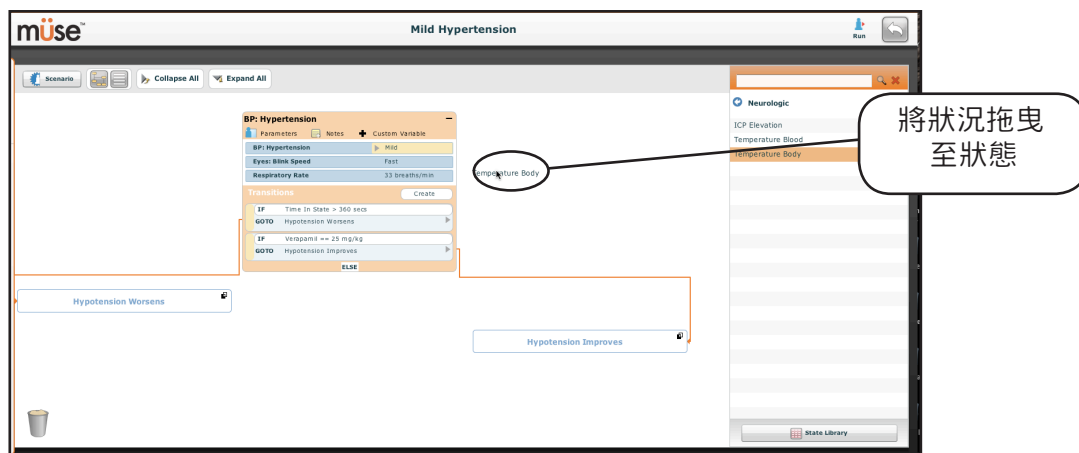 müse™
Mild Hypertension
Run
Scenario
Collapse All
Expand All
Neurologic
ICP Elevation
Temperature Blood
Temperature Body
將狀況拖曳
至狀態
BP: Hypertension
Parameters Notes Custom Variable
BP: Hypertension Mild
Eyes: Blink Speed Fast
Respiratory Rate 33 breaths/min
Transitions Create
IF Time In State > 360 secs
GOTO Hypotension Worsens
IF Verapamil == 25 mg/kg
GOTO Hypotension Improves
ELSE
Temperature Body
Hypotension Worsens
Hypotension Improves
State Library